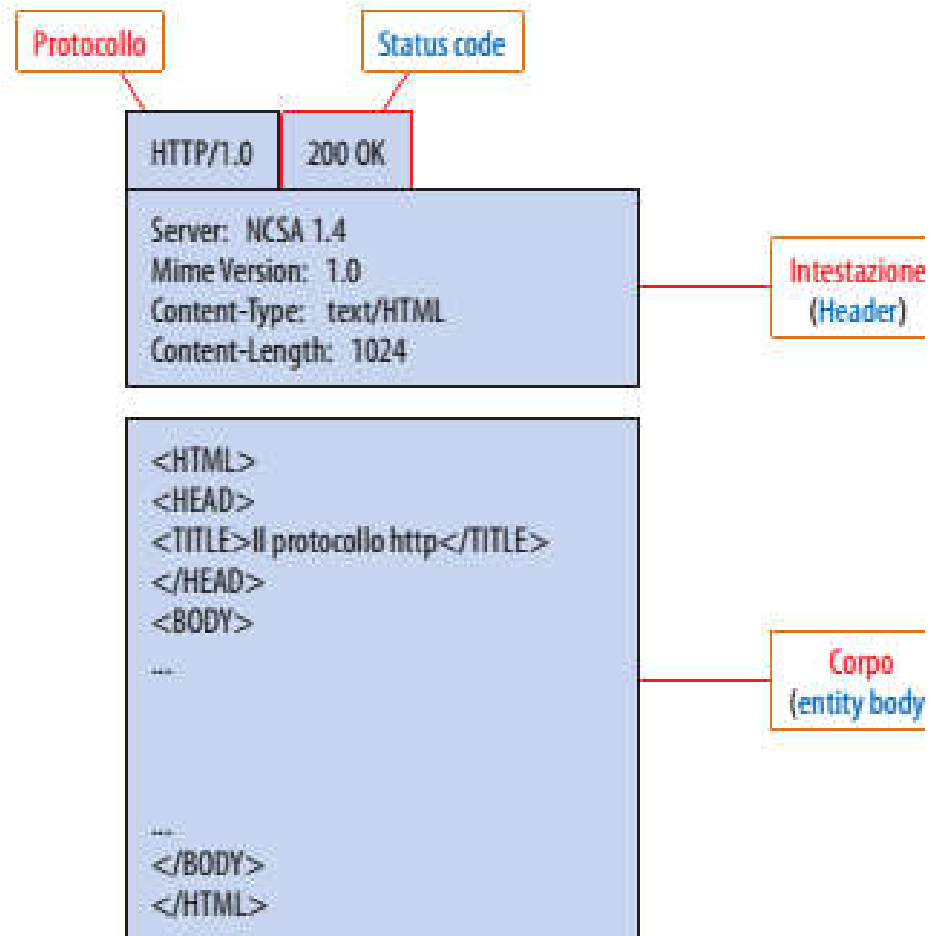 Protocollo
Status code
HTTP/1.0
200 OK
Server: NCSA 1.4
Mime Version: 1.0
Content-Type: text/HTML
Content-Length: 1024
Intestazione
(Header)
<HTML>
<HEAD>
<TITLE>Il protocollo http</TITLE>
</HEAD>
<BODY>
...
Corpo
(entity body
...
</BODY>
</HTML>